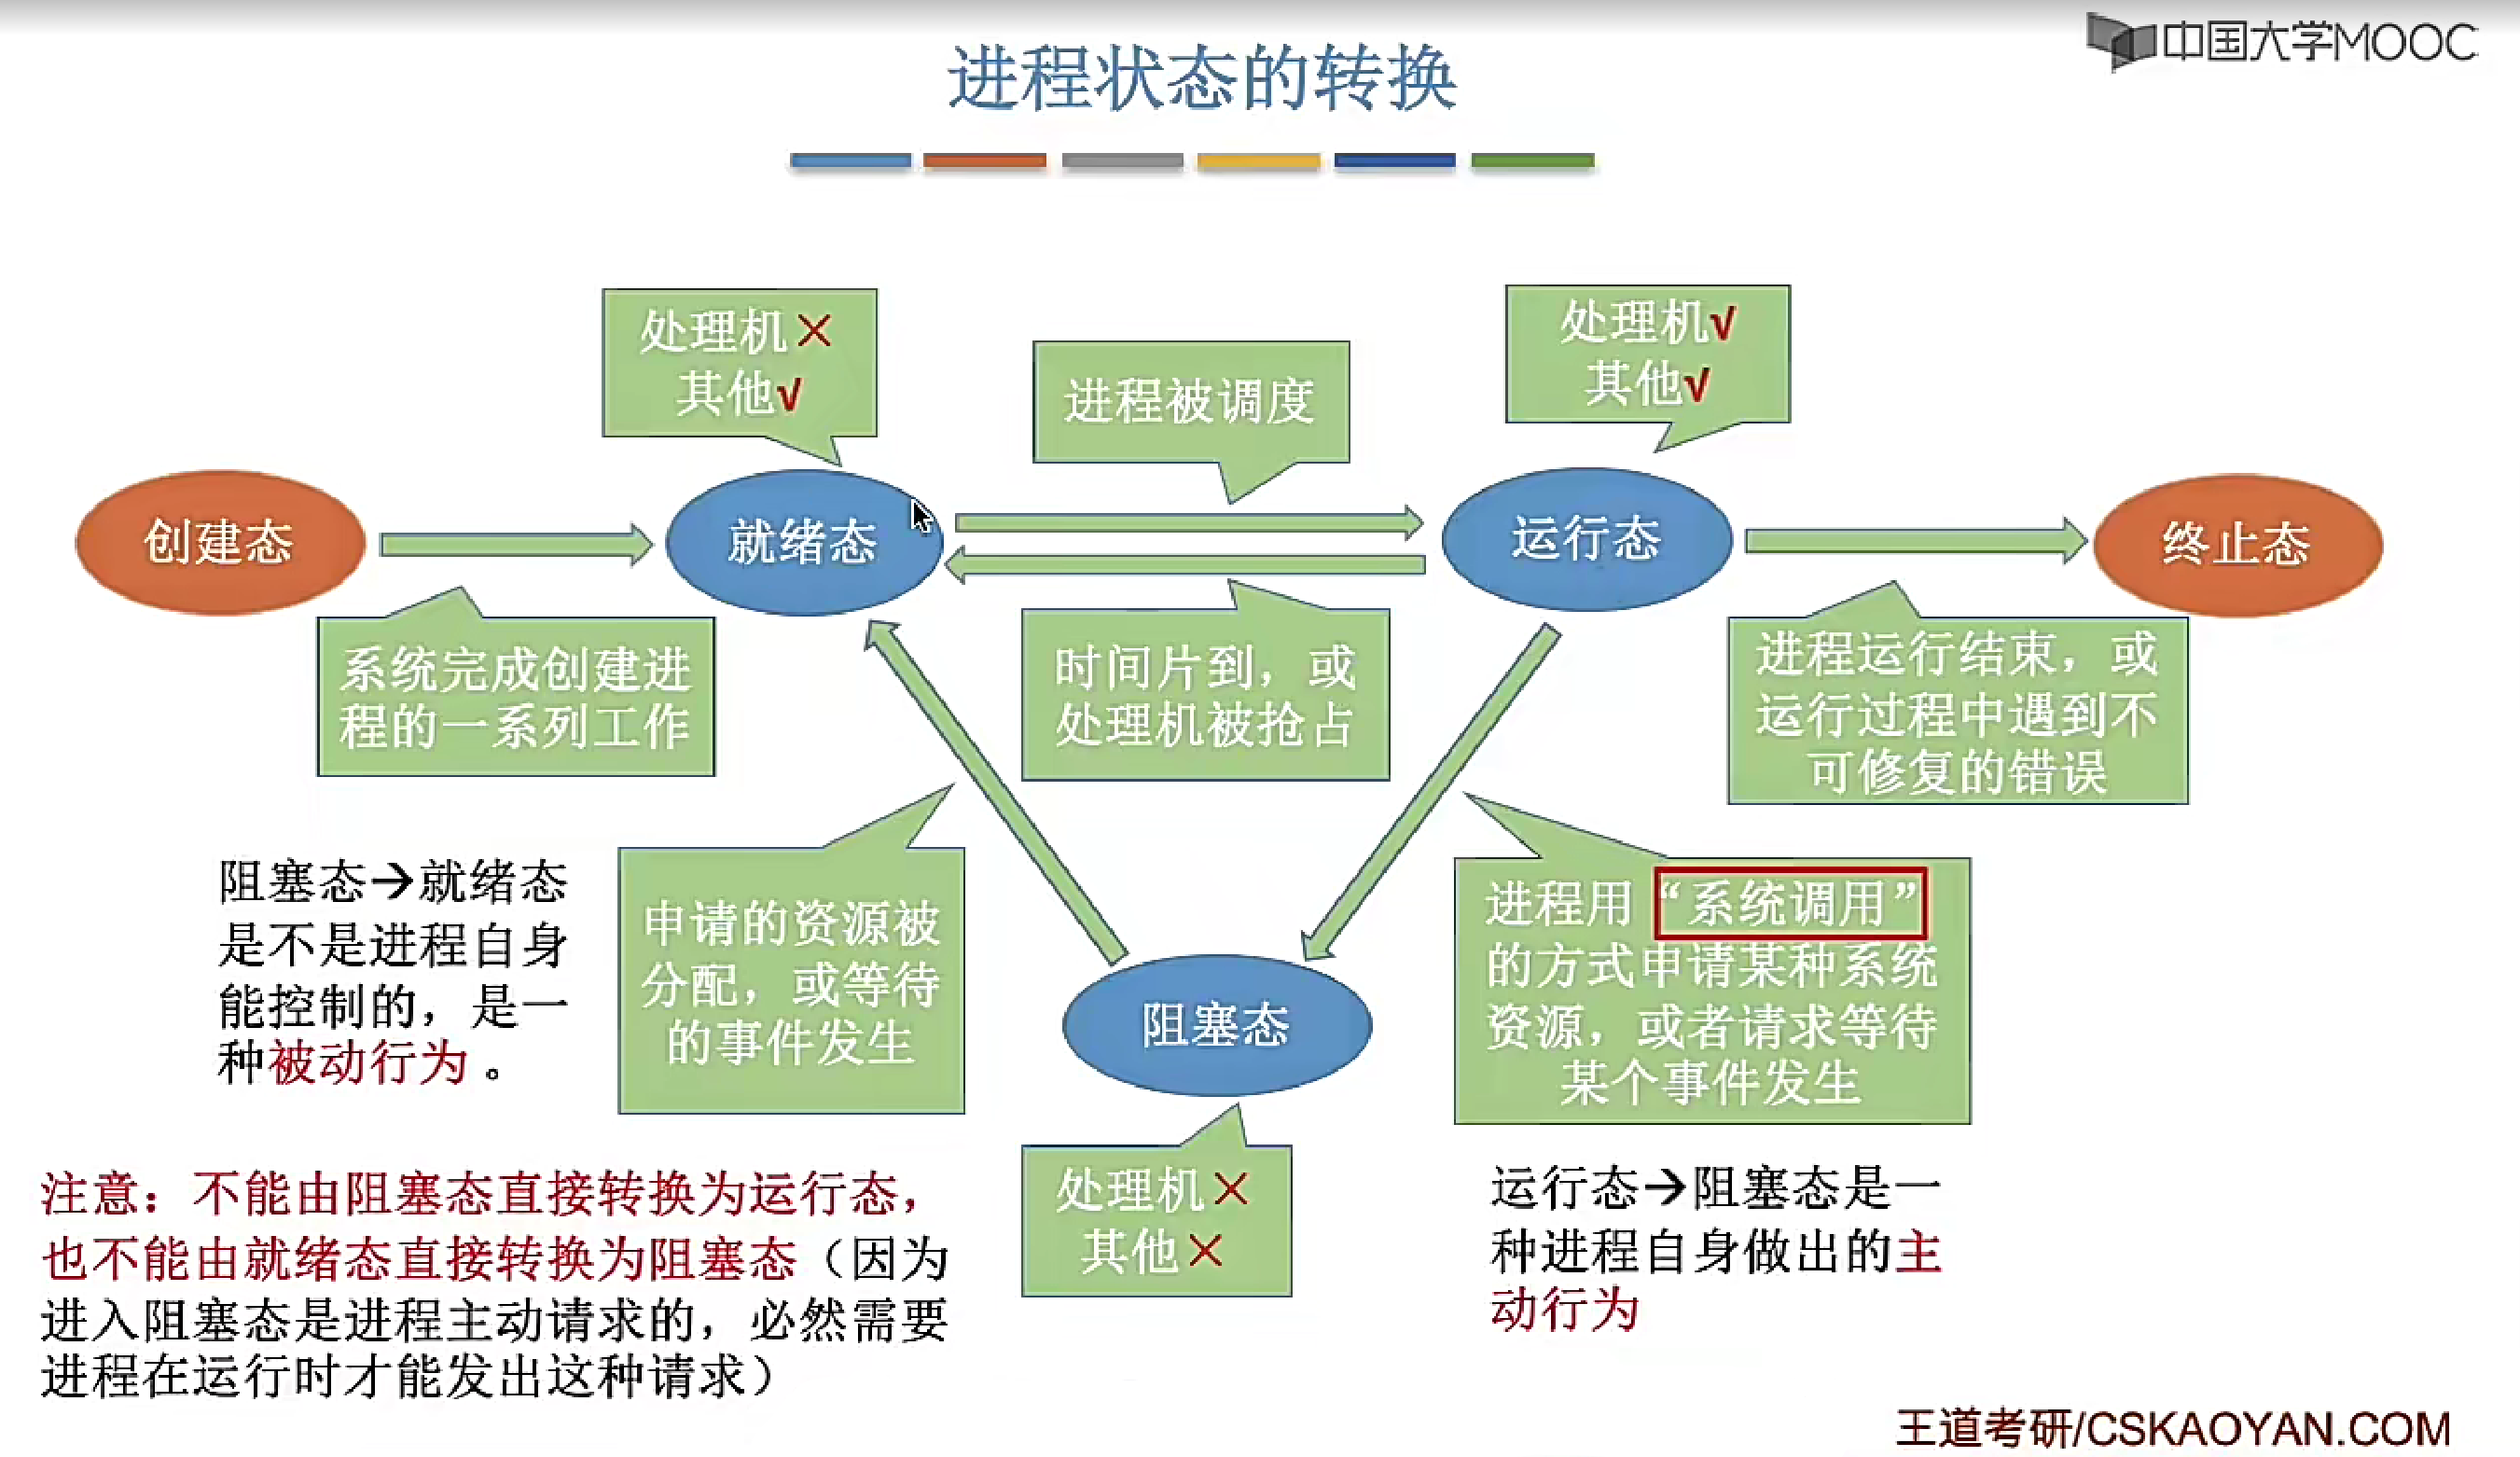 中国大学MOOC
进程状态的转换
处理机×
其他√
进程被调度
处理机√
其他√
创建态
就绪态
运行态
终止态
系统完成创建进
程的一系列工作
时间片到，或
处理机被抢占
进程运行结束，或
运行过程中遇到不
可修复的错误
阻塞态→就绪态
是不是进程自身
能控制的，是一
种被动行为。
申请的资源被
分配，或等待
的事件发生
进程用“系统调用”
的方式申请某种系统
资源，或者请求等待
某个事件发生
阻塞态
处理机×
其他×
注意：不能由阻塞态直接转换为运行态，
也不能由就绪态直接转换为阻塞态（因为
进入阻塞态是进程主动请求的，必然需要
进程在运行时才能发出这种请求）
运行态→阻塞态是一
种进程自身做出的主
动行为
王道考研/CSKAOYAN.COM